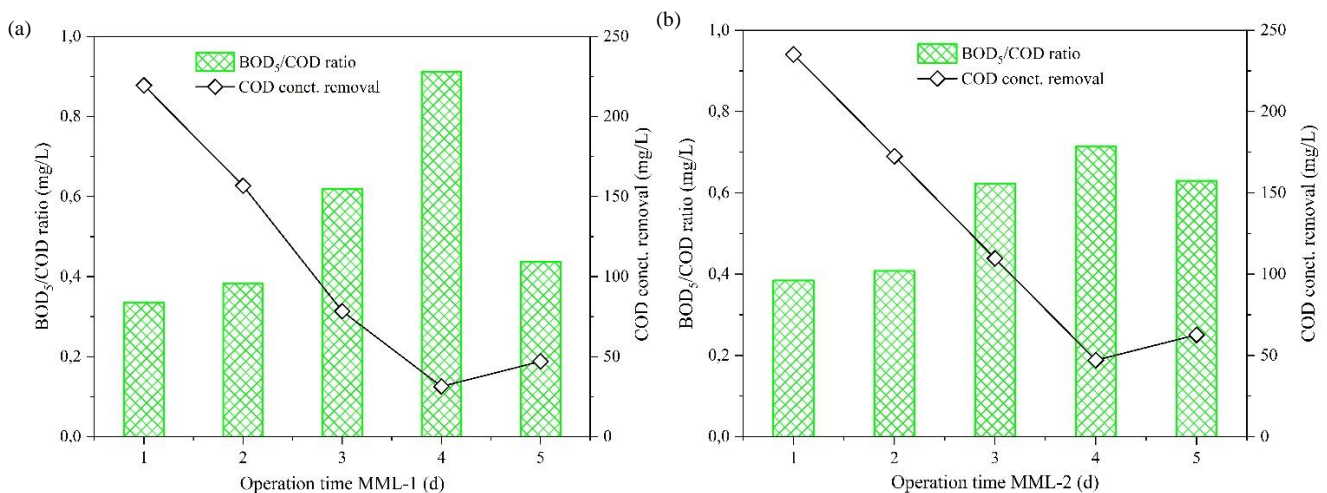 (a)
1,0
0,8
0,6
0,4
0,2
0,0
BOD5/COD ratio (mg/L)
BOD5/COD ratio
COD conct. removal
250
200
150
100
50
0
COD conct. removal (mg/L)
1 2 3 4 5
Operation time MML-1 (d)
(b)
1,0
0,8
0,6
0,4
0,2
0,0
BOD5/COD ratio (mg/L)
BOD5/COD ratio
COD conct. removal
250
200
150
100
50
0
COD conct. removal (mg/L)
1 2 3 4 5
Operation time MML-2 (d)